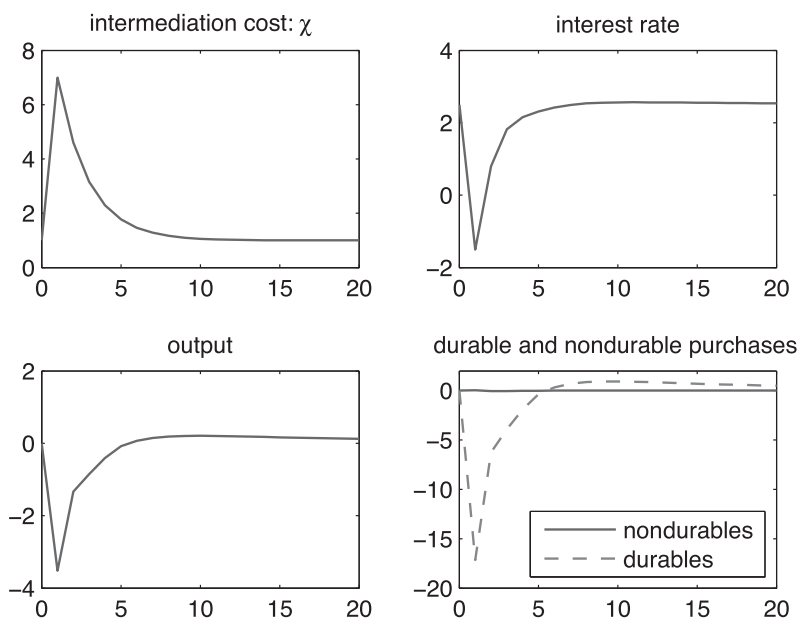 intermediation cost: χ
8
6
4
2
0
0 5 10 15 20
interest rate
4
2
0
−2
0 5 10 15 20
output
2
0
−2
−4
0 5 10 15 20
durable and nondurable purchases
0
−5
−10
−15
−20
nondurables
durables
0 5 10 15 20